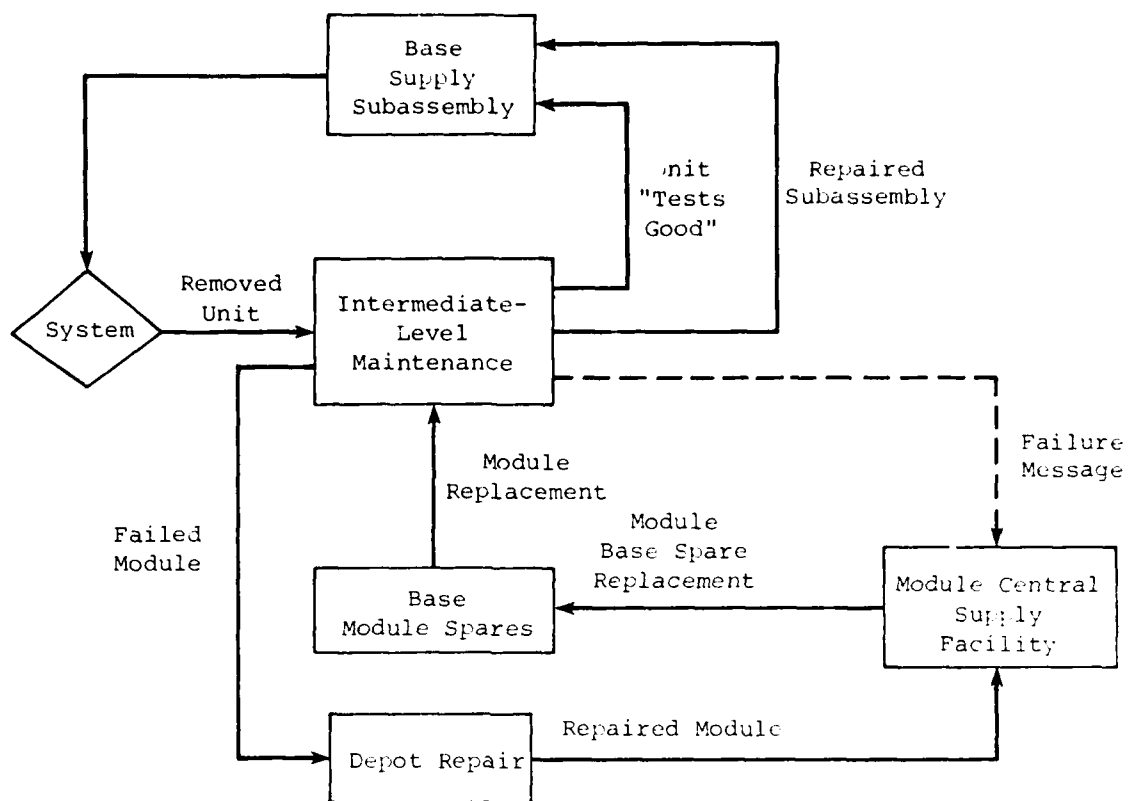 Base
Supply
Subassembly
Unit
"Tests
Good"
Repaired
Subassembly
System
Removed
Unit
Intermediate-
Level
Maintenance
Failure
Message
Module
Replacement
Failed
Module
Module
Base Spare
Replacement
Base
Module Spares
Module Central
Supply
Facility
Depot Repair
Repaired Module